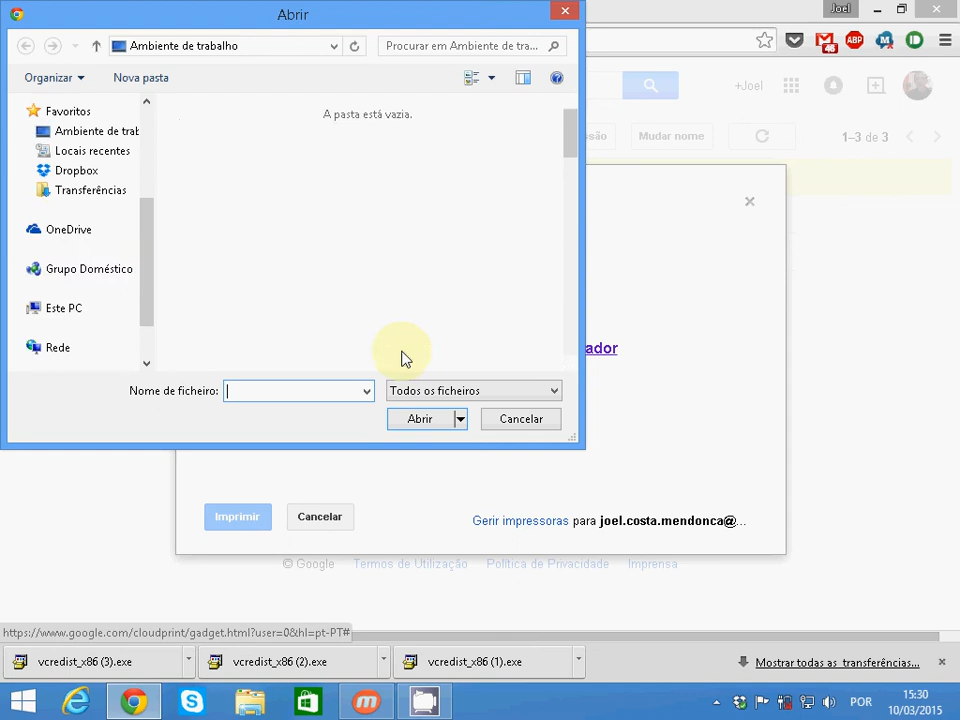 Abrir
Joel
Ambiente de trabalho
Procurar em Ambiente de tra...
Organizar
Nova pasta
Favoritos
Ambiente de trab
Locais recentes
Dropbox
Transferências
OneDrive
Grupo Doméstico
Este PC
Rede
A pasta está vazia.
Nome de ficheiro:
Todos os ficheiros
Abrir
Cancelar
46
ABP
+Joel
são
Mudar nome
1–3 de 3
ador
Imprimir
Cancelar
Gerir impressoras para joel.costa.mendonca@...
© Google
Termos de Utilização
Política de Privacidade
Imprensa
https://www.google.com/cloudprint/gadget.html?user=0&hl=pt-PT#
vcredist_x86 (3).exe
vcredist_x86 (2).exe
vcredist_x86 (1).exe
Mostrar todas as transferências...
POR
15:30
10/03/2015